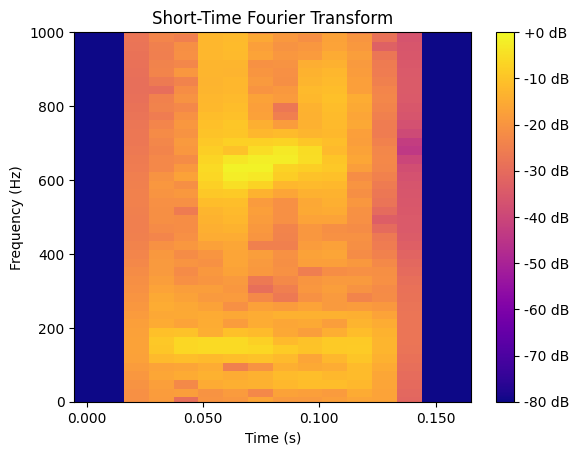 Short-Time Fourier Transform
1000
800
600
400
200
0
Frequency (Hz)
0.000
0.050
0.100
0.150
Time (s)
+0 dB
-10 dB
-20 dB
-30 dB
-40 dB
-50 dB
-60 dB
-70 dB
-80 dB